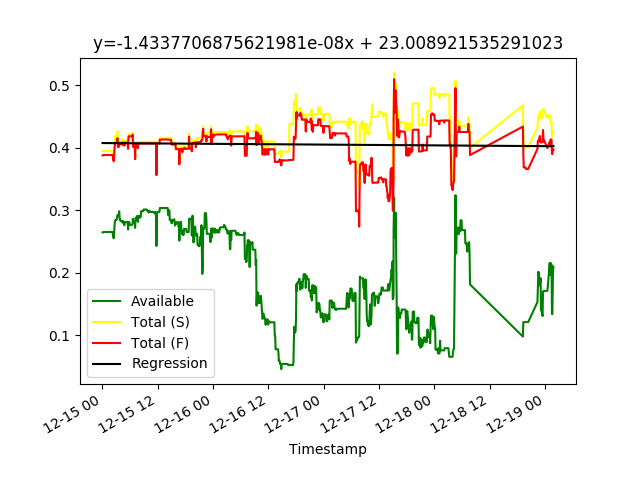 y=-1.4337706875621981e-08x + 23.008921535291023
0.5
0.4
0.3
0.2
0.1
Available
Total (S)
Total (F)
Regression
12-15 00
12-15 12
12-16 00
12-16 12
12-17 00
12-17 12
12-18 00
12-18 12
12-19 00
Timestamp